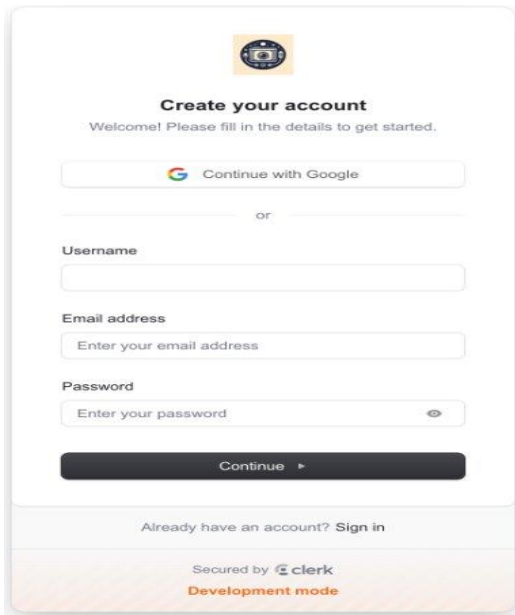 Create your account
Welcome! Please fill in the details to get started.
Continue with Google
or
Username
Email address
Enter your email address
Password
Enter your password
Continue
Already have an account? Sign in
Secured by clerk
Development mode